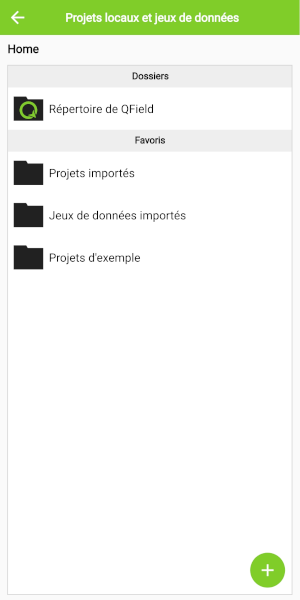 Projets locaux et jeux de données
Home
Dossiers
Répertoire de QField
Favoris
Projets importés
Jeux de données importés
Projets d'exemple